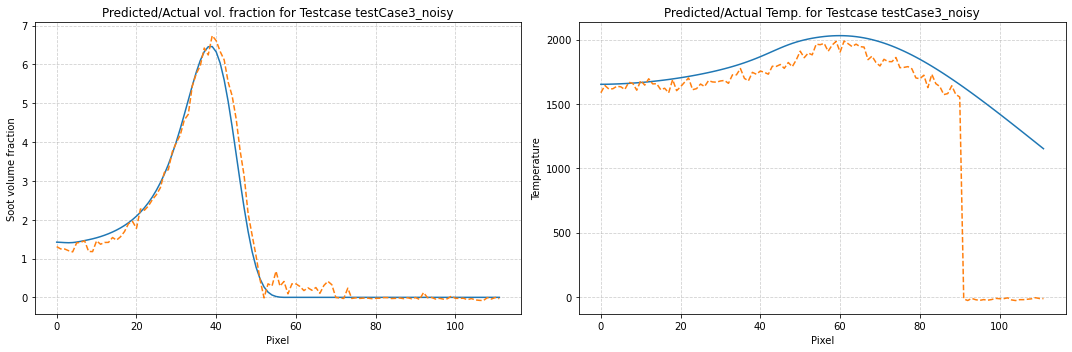 Predicted/Actual vol. fraction for Testcase testCase3_noisy
Soot volume fraction
7
6
5
4
3
2
1
0
0 20 40 60 80 100
Pixel
Predicted/Actual Temp. for Testcase testCase3_noisy
Temperature
2000
1500
1000
500
0
0 20 40 60 80 100
Pixel